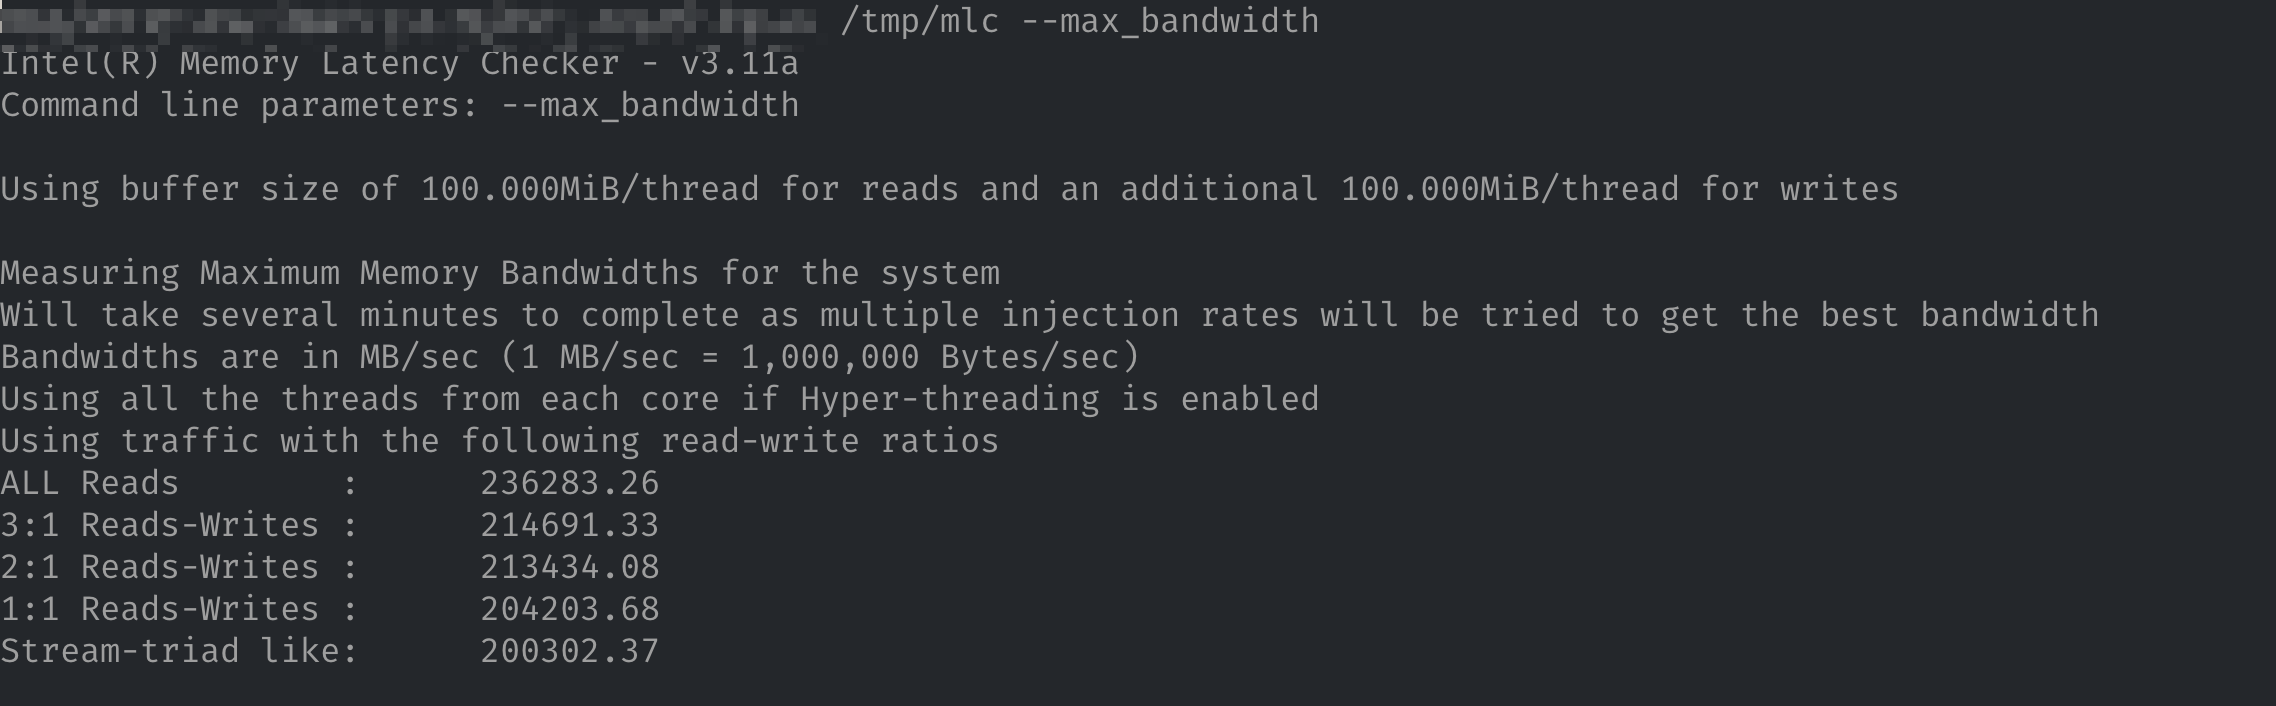 /tmp/mlc --max_bandwidth
Intel(R) Memory Latency Checker - v3.11a
Command line parameters: --max_bandwidth
Using buffer size of 100.000MiB/thread for reads and an additional 100.000MiB/thread for writes
Measuring Maximum Memory Bandwidths for the system
Will take several minutes to complete as multiple injection rates will be tried to get the best bandwidth
Bandwidths are in MB/sec (1 MB/sec = 1,000,000 Bytes/sec)
Using all the threads from each core if Hyper-threading is enabled
Using traffic with the following read-write ratios
ALL Reads        :      236283.26
3:1 Reads-Writes :      214691.33
2:1 Reads-Writes :      213434.08
1:1 Reads-Writes :      204203.68
Stream-triad like:      200302.37